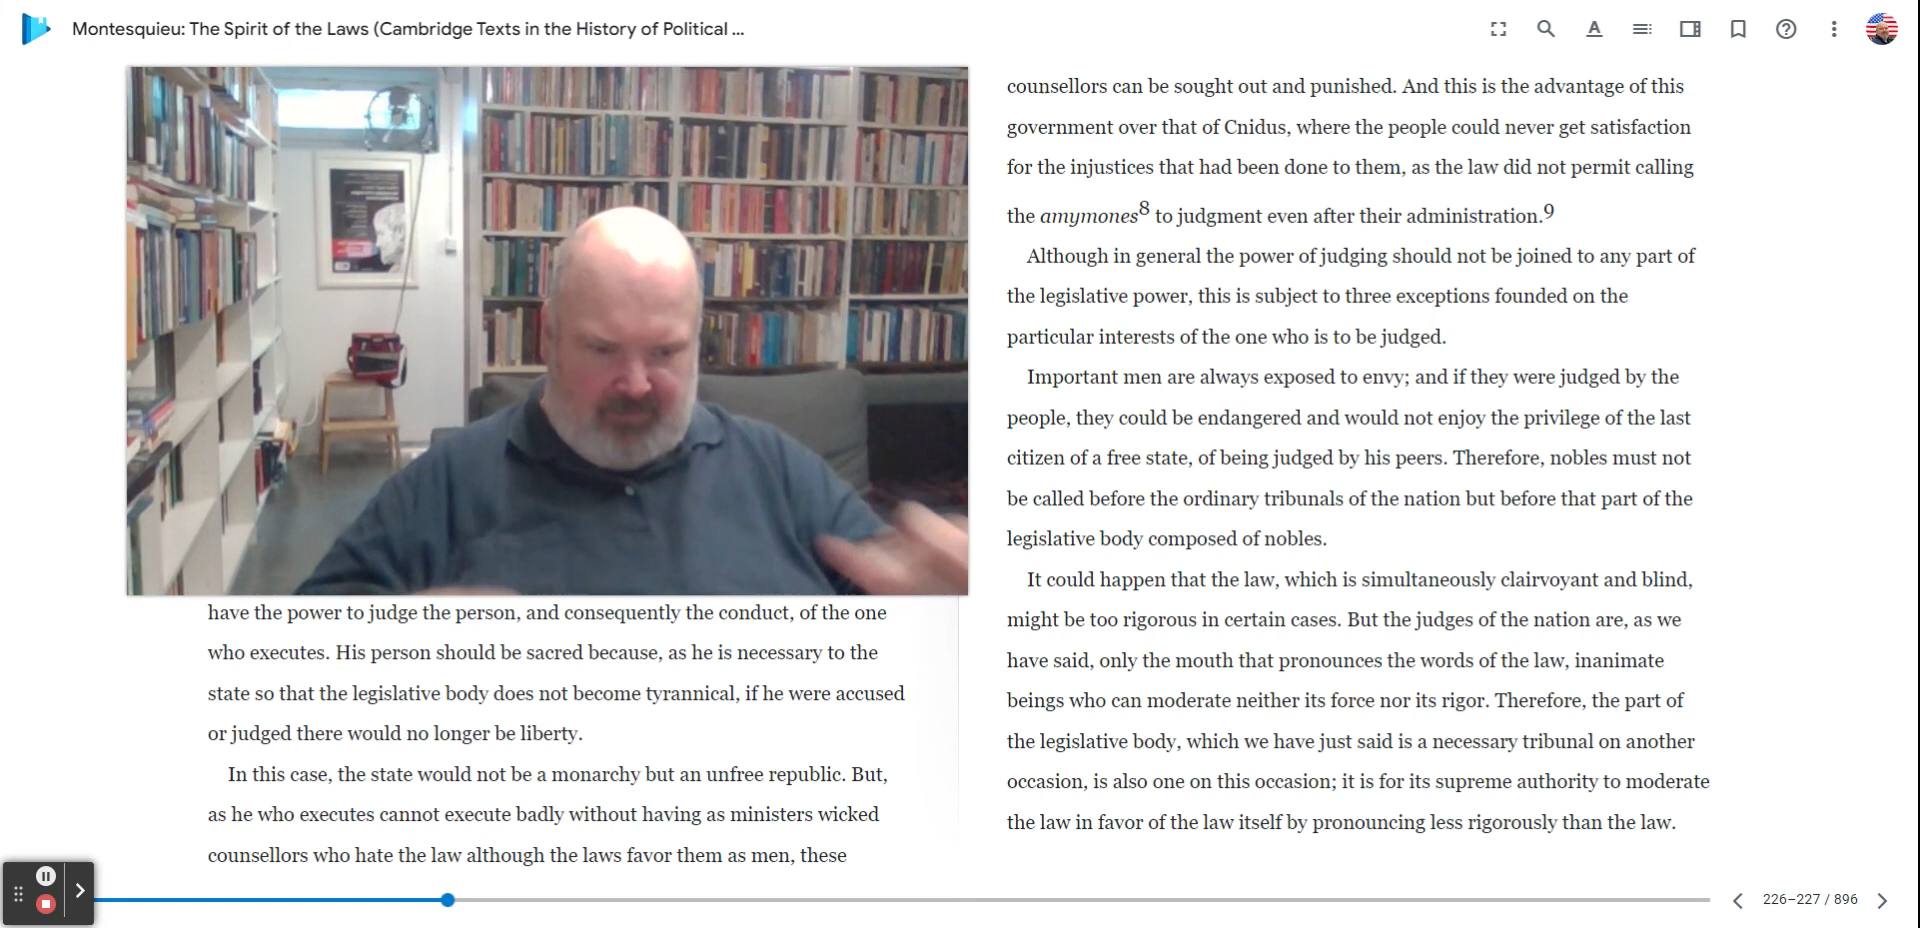 Montesquieu: The Spirit of the Laws (Cambridge Texts in the History of Political ...
have the power to judge the person, and consequently the conduct, of the one
who executes. His person should be sacred because, as he is necessary to the
state so that the legislative body does not become tyrannical, if he were accused
or judged there would no longer be liberty.
In this case, the state would not be a monarchy but an unfree republic. But,
as he who executes cannot execute badly without having as ministers wicked
counsellors who hate the law although the laws favor them as men, these
counsellors can be sought out and punished. And this is the advantage of this
government over that of Cnidus, where the people could never get satisfaction
for the injustices that had been done to them, as the law did not permit calling
the amymones8 to judgment even after their administration.9
Although in general the power of judging should not be joined to any part of
the legislative power, this is subject to three exceptions founded on the
particular interests of the one who is to be judged.
Important men are always exposed to envy; and if they were judged by the
people, they could be endangered and would not enjoy the privilege of the last
citizen of a free state, of being judged by his peers. Therefore, nobles must not
be called before the ordinary tribunals of the nation but before that part of the
legislative body composed of nobles.
It could happen that the law, which is simultaneously clairvoyant and blind,
might be too rigorous in certain cases. But the judges of the nation are, as we
have said, only the mouth that pronounces the words of the law, inanimate
beings who can moderate neither its force nor its rigor. Therefore, the part of
the legislative body, which we have just said is a necessary tribunal on another
occasion, is also one on this occasion; it is for its supreme authority to moderate
the law in favor of the law itself by pronouncing less rigorously than the law.
226–227 / 896